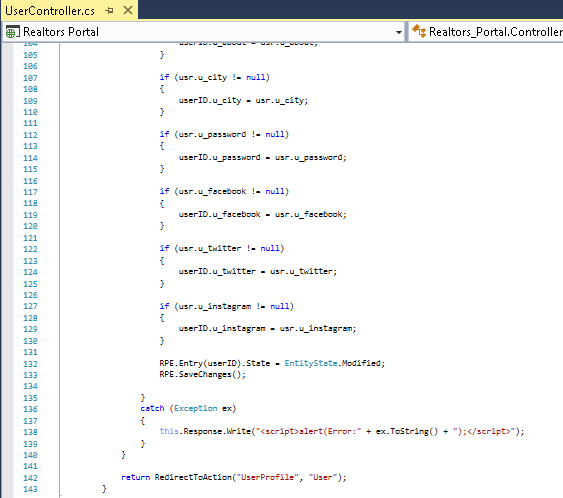 UserController.cs
Realtors Portal
Realtors_Portal.Controller
104 userID.u_about = usr.u_about;
105 }
106
107 if (usr.u_city != null)
108 {
109 userID.u_city = usr.u_city;
110 }
111
112 if (usr.u_password != null)
113 {
114 userID.u_password = usr.u_password;
115 }
116
117 if (usr.u_facebook != null)
118 {
119 userID.u_facebook = usr.u_facebook;
120 }
121
122 if (usr.u_twitter != null)
123 {
124 userID.u_twitter = usr.u_twitter;
125 }
126
127 if (usr.u_instagram != null)
128 {
129 userID.u_instagram = usr.u_instagram;
130 }
131
132 RPE.Entry(userID).State = EntityState.Modified;
133 RPE.SaveChanges();
134
135 }
136 catch (Exception ex)
137 {
138 this.Response.Write("<script>alert(Error:" + ex.ToString() + ");</script>");
139 }
140 }
141
142 return RedirectToAction("UserProfile", "User");
143 }